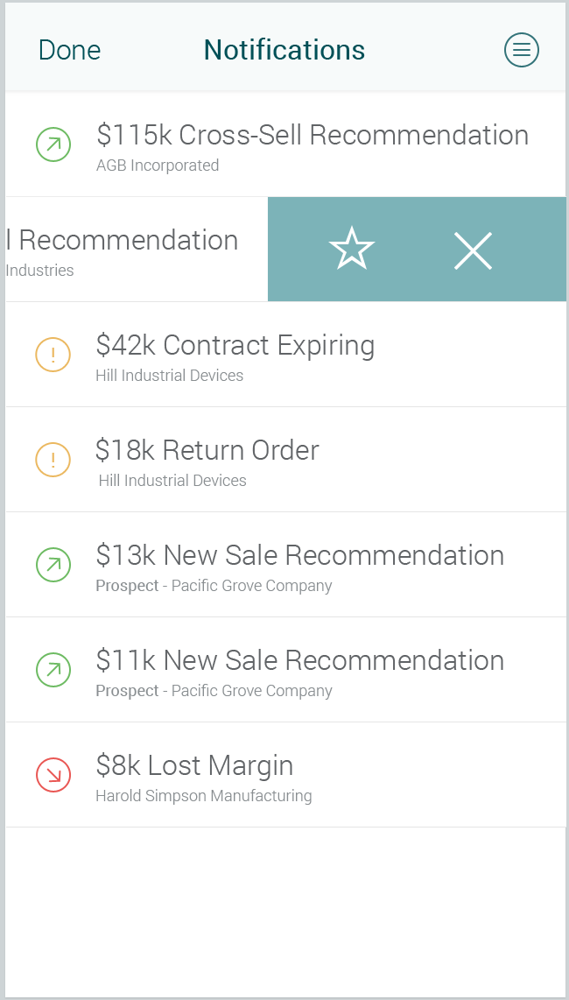 Done
Notifications
$115k Cross-Sell Recommendation
AGB Incorporated
l Recommendation
Industries
$42k Contract Expiring
Hill Industrial Devices
$18k Return Order
Hill Industrial Devices
$13k New Sale Recommendation
Prospect - Pacific Grove Company
$11k New Sale Recommendation
Prospect - Pacific Grove Company
$8k Lost Margin
Harold Simpson Manufacturing